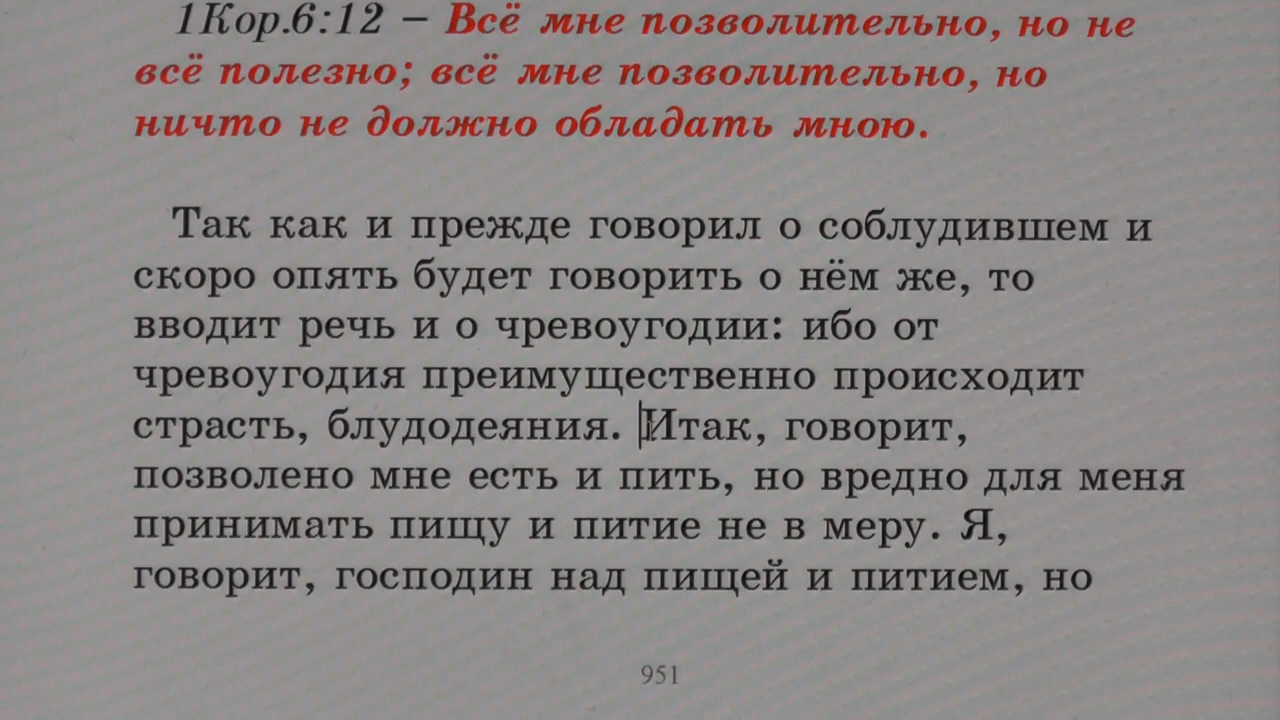 1Кор.6:12 – Всё мне позволительно, но не
всё полезно; всё мне позволительно, но
ничто не должно обладать мною.
Так как и прежде говорил о соблудившем и
скоро опять будет говорить о нём же, то
вводит речь и о чревоугодии: ибо от
чревоугодия преимущественно происходит
страсть, блудодеяния. Итак, говорит,
позволено мне есть и пить, но вредно для меня
принимать пищу и питие не в меру. Я,
говорит, господин над пищей и питием, но
951